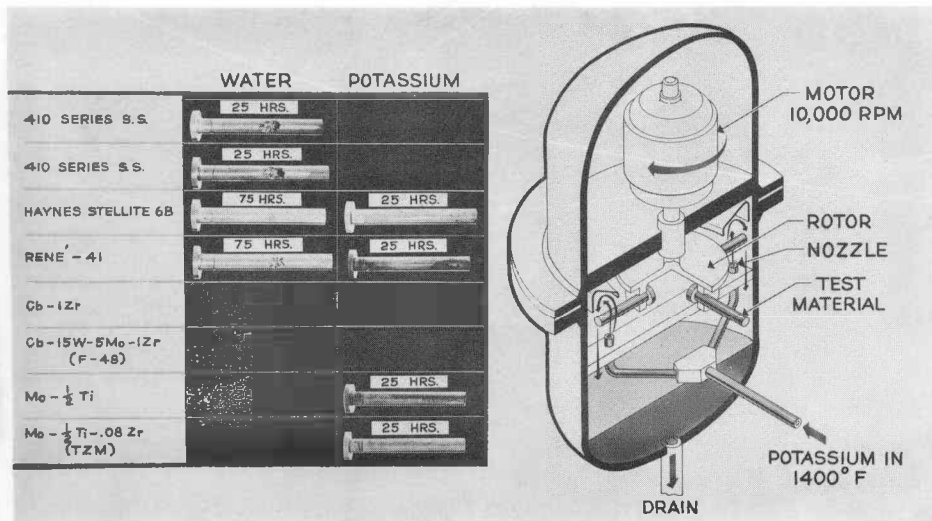 WATER POTASSIUM
410 SERIES S.S. 25 HRS.
410 SERIES S.S. 25 HRS.
HAYNES STELLITE 6B 75 HRS. 25 HRS.
RENÉ - 41 75 HRS. 25 HRS.
Cb-1Zr
Cb-15W-5Mo-1Zr
(F-48)
Mo-½ Ti 25 HRS.
Mo-½ Ti-.08 Zr 25 HRS.
(TZM)
MOTOR
10,000 RPM
ROTOR
NOZZLE
TEST
MATERIAL
POTASSIUM IN
1400° F
DRAIN